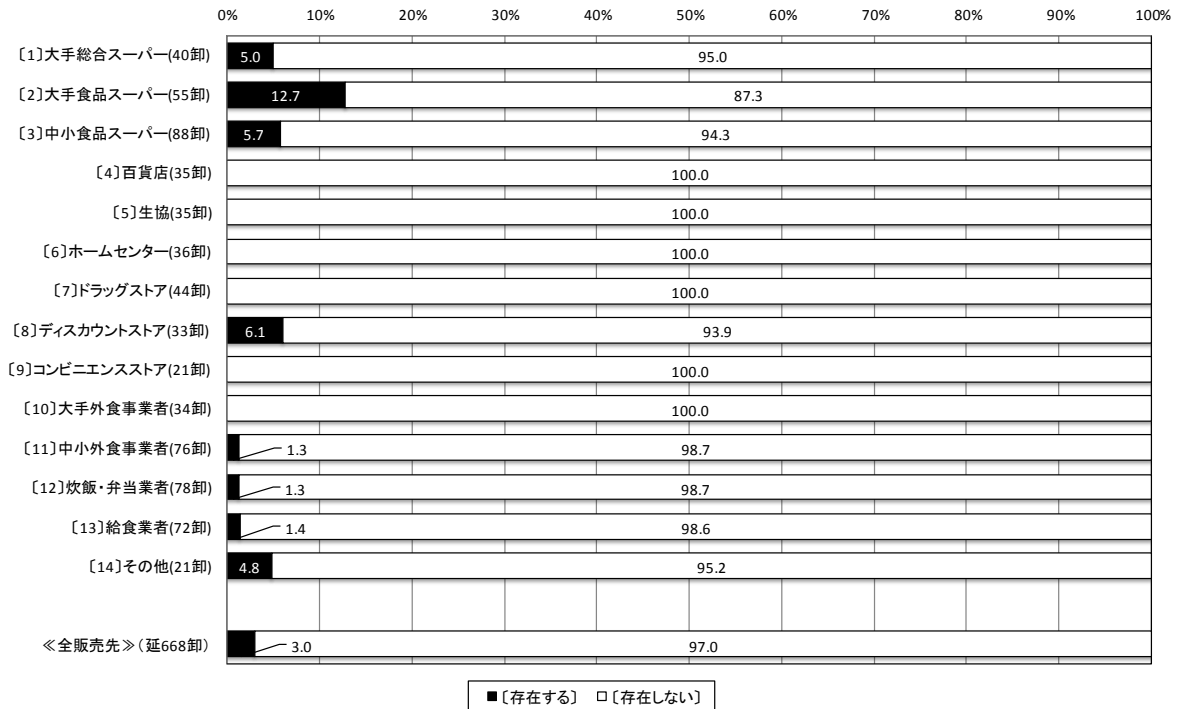 0% 10% 20% 30% 40% 50% 60% 70% 80% 90% 100%
〔1〕大手総合スーパー(40卸) 5.0 95.0
〔2〕大手食品スーパー(55卸) 12.7 87.3
〔3〕中小食品スーパー(88卸) 5.7 94.3
〔4〕百貨店(35卸) 100.0
〔5〕生協(35卸) 100.0
〔6〕ホームセンター(36卸) 100.0
〔7〕ドラッグストア(44卸) 100.0
〔8〕ディスカウントストア(33卸) 6.1 93.9
〔9〕コンビニエンスストア(21卸) 100.0
〔10〕大手外食事業者(34卸) 100.0
〔11〕中小外食事業者(76卸) 1.3 98.7
〔12〕炊飯・弁当業者(78卸) 1.3 98.7
〔13〕給食業者(72卸) 1.4 98.6
〔14〕その他(21卸) 4.8 95.2
≪全販売先≫（延668卸） 3.0 97.0
■〔存在する〕 □〔存在しない〕